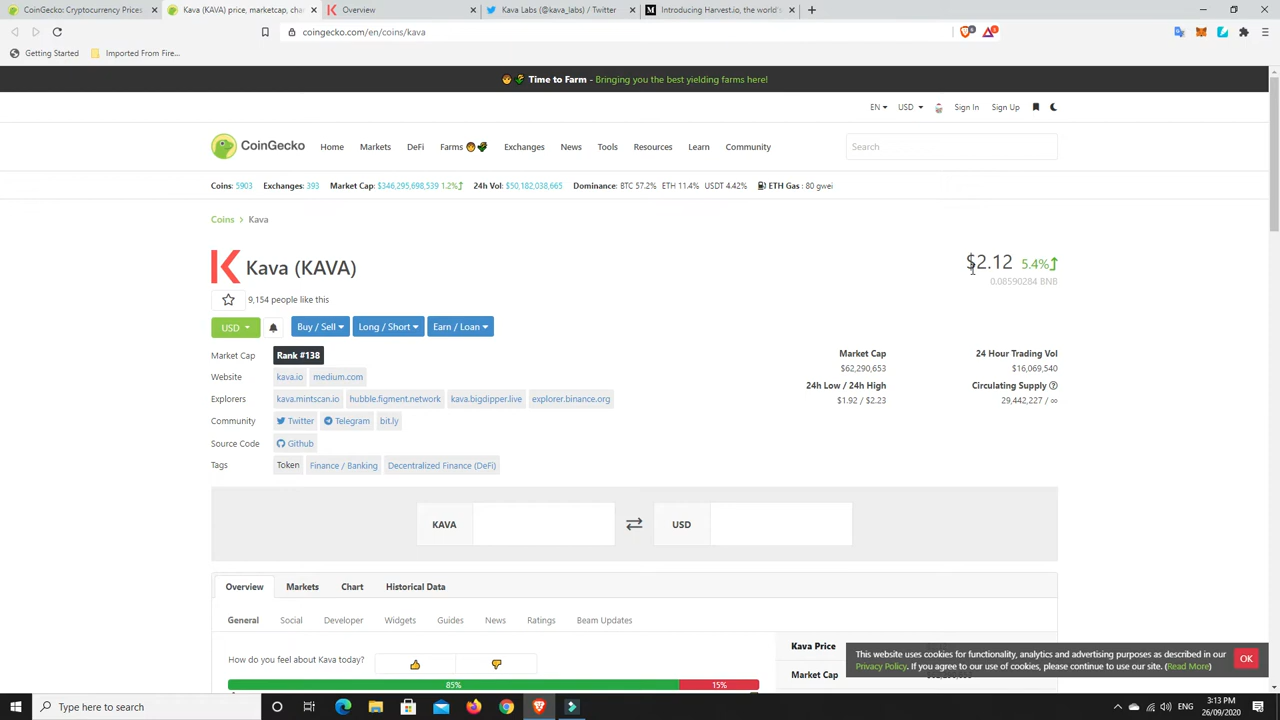 CoinGecko: Cryptocurrency Prices
Kava (KAVA) price, marketcap, cha
Overview
Kava Labs (@kava_labs) / Twitter
Introducing Harvest.io, the world's
coingecko.com/en/coins/kava
Getting Started
Imported From Fire...
Time to Farm - Bringing you the best yielding farms here!
EN USD Sign In Sign Up
CoinGecko
Home Markets DeFi Farms Exchanges News Tools Resources Learn Community
Search
Coins: 5903 Exchanges: 393 Market Cap: $346,295,698,539 1.2% 24h Vol: $50,182,038,665 Dominance: BTC 57.2% ETH 11.4% USDT 4.42% ETH Gas : 80 gwei
Coins › Kava
Kava (KAVA)
$2.12 5.4%
0.08590284 BNB
9,154 people like this
USD
Buy / Sell
Long / Short
Earn / Loan
Market Cap Rank #138
Website kava.io medium.com
Explorers kava.mintscan.io hubble.figment.network kava.bigdipper.live explorer.binance.org
Community Twitter Telegram bit.ly
Source Code Github
Tags Token Finance / Banking Decentralized Finance (DeFi)
Market Cap
$62,290,653
24 Hour Trading Vol
$16,069,540
24h Low / 24h High
$1.92 / $2.23
Circulating Supply
29,442,227 / ∞
KAVA
USD
Overview Markets Chart Historical Data
General Social Developer Widgets Guides News Ratings Beam Updates
How do you feel about Kava today?
85% 15%
Kava Price
Market Cap
This website uses cookies for functionality, analytics and advertising purposes as described in our
Privacy Policy. If you agree to our use of cookies, please continue to use our site. (Read More)
OK
Type here to search
ENG
3:13 PM
26/09/2020